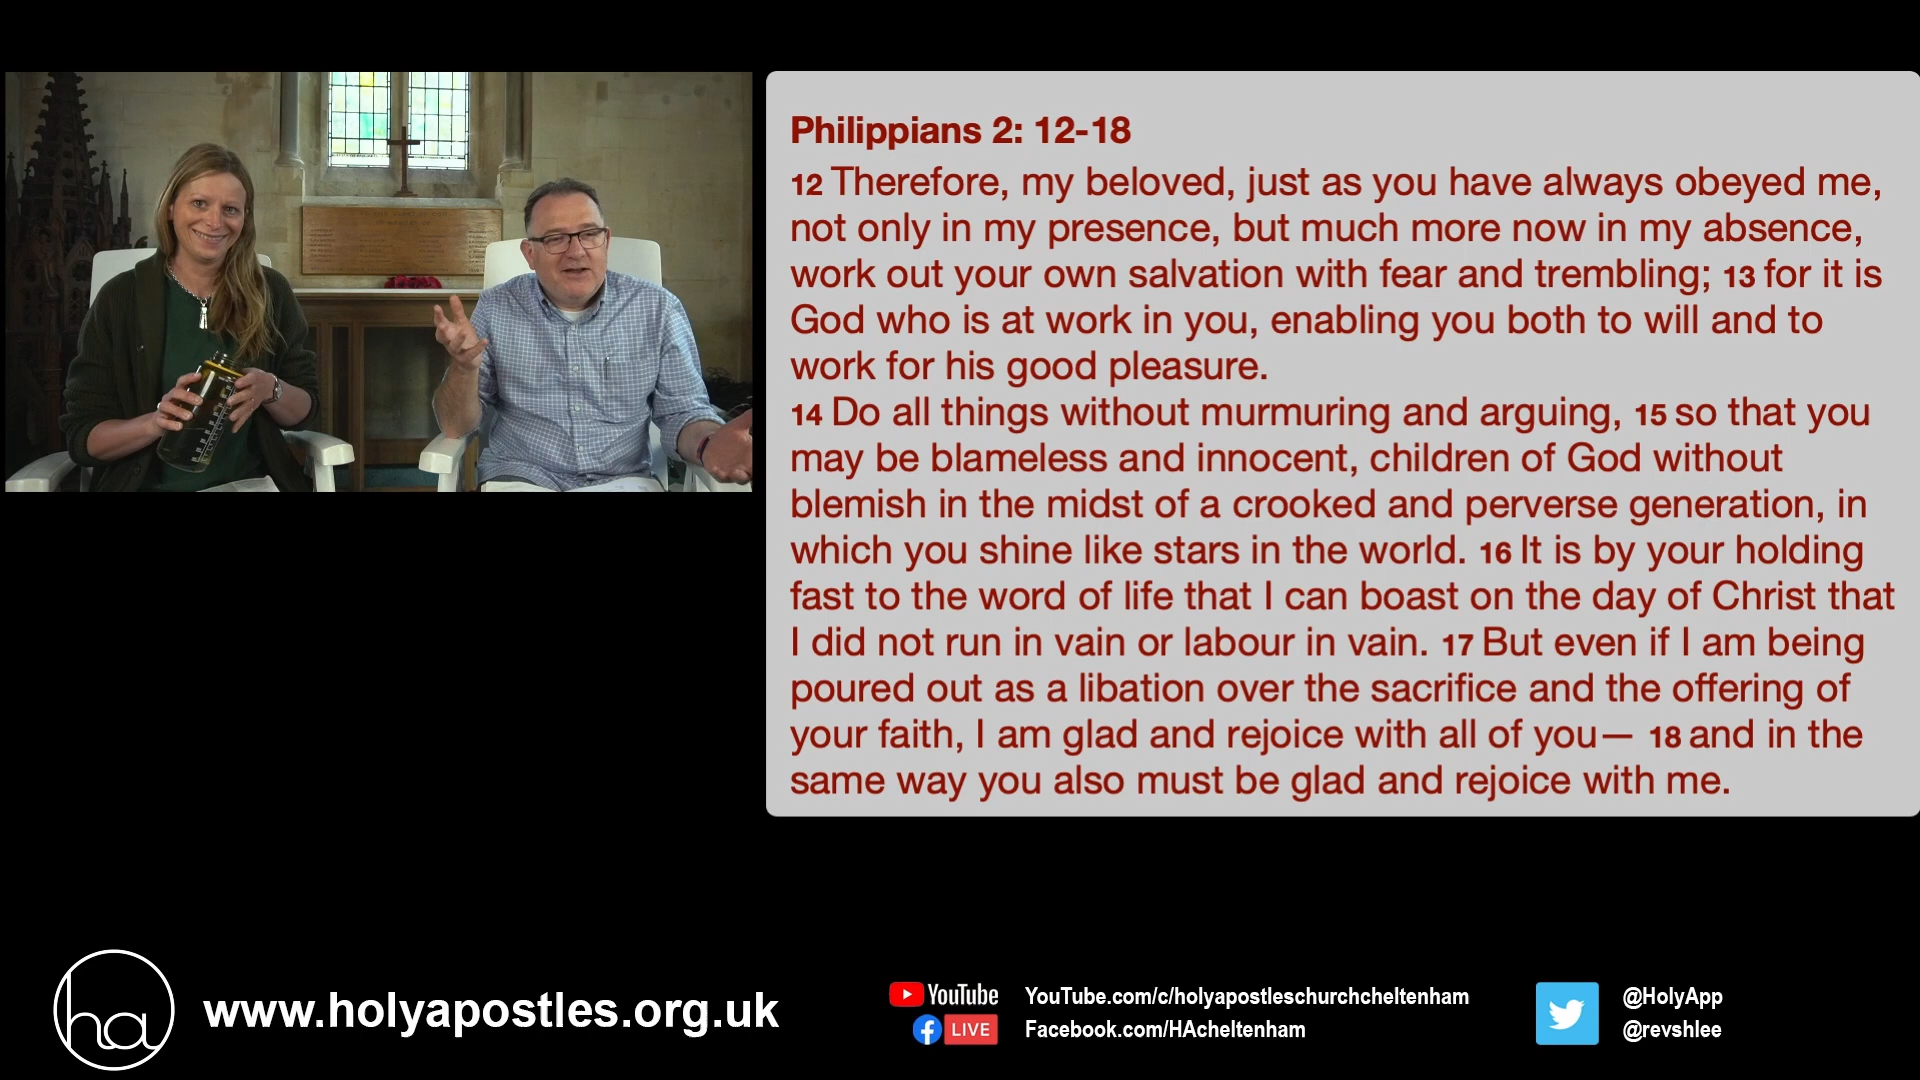 Philippians 2: 12-18
12 Therefore, my beloved, just as you have always obeyed me,
not only in my presence, but much more now in my absence,
work out your own salvation with fear and trembling; 13 for it is
God who is at work in you, enabling you both to will and to
work for his good pleasure.
14 Do all things without murmuring and arguing, 15 so that you
may be blameless and innocent, children of God without
blemish in the midst of a crooked and perverse generation, in
which you shine like stars in the world. 16 It is by your holding
fast to the word of life that I can boast on the day of Christ that
I did not run in vain or labour in vain. 17 But even if I am being
poured out as a libation over the sacrifice and the offering of
your faith, I am glad and rejoice with all of you— 18 and in the
same way you also must be glad and rejoice with me.
ha
www.holyapostles.org.uk
YouTube
LIVE
YouTube.com/c/holyapostleschurchcheltenham
Facebook.com/HAcheltenham
@HolyApp
@revshlee